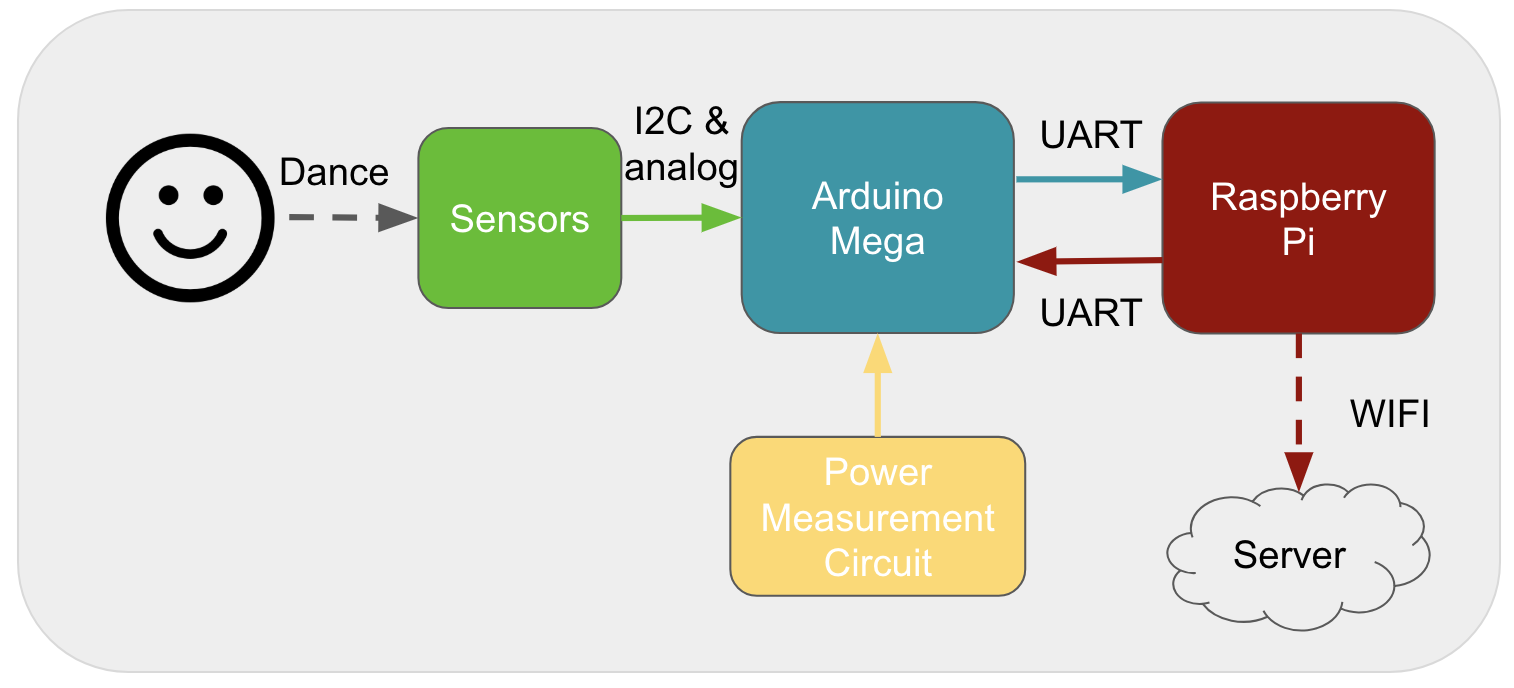 Dance
Sensors
I2C &
analog
Arduino
Mega
UART
UART
Raspberry
Pi
WIFI
Power
Measurement
Circuit
Server